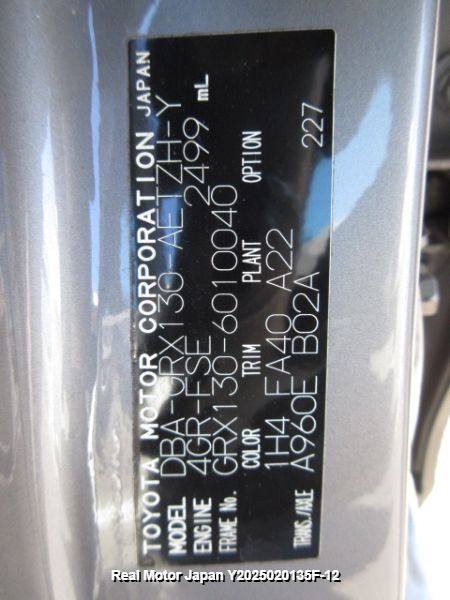 TOYOTA MOTOR CORPORATION JAPAN
MODEL DBA-GRX130-AETZH-Y
ENGINE 4GR-FSE 2499 mL
FRAME No. GRX130-6010040
COLOR TRIM PLANT OPTION
1H4 FA40 A22
TRANS./AXLE A960E B02A 227
Real Motor Japan Y2025020135F-12